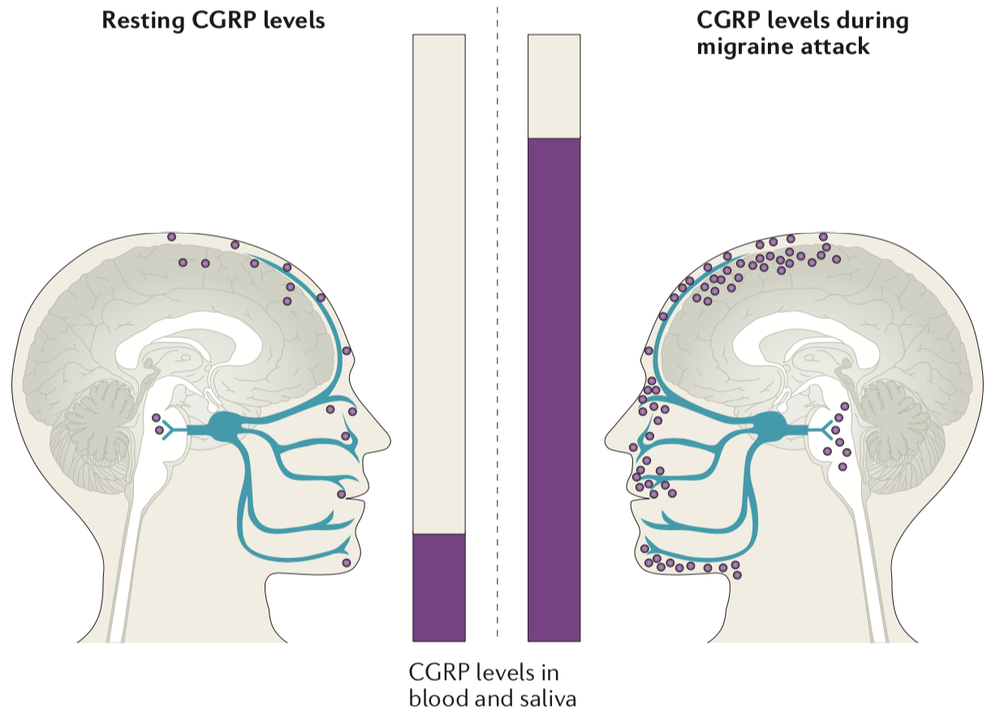 Resting CGRP levels
CGRP levels during
migraine attack
CGRP levels in
blood and saliva